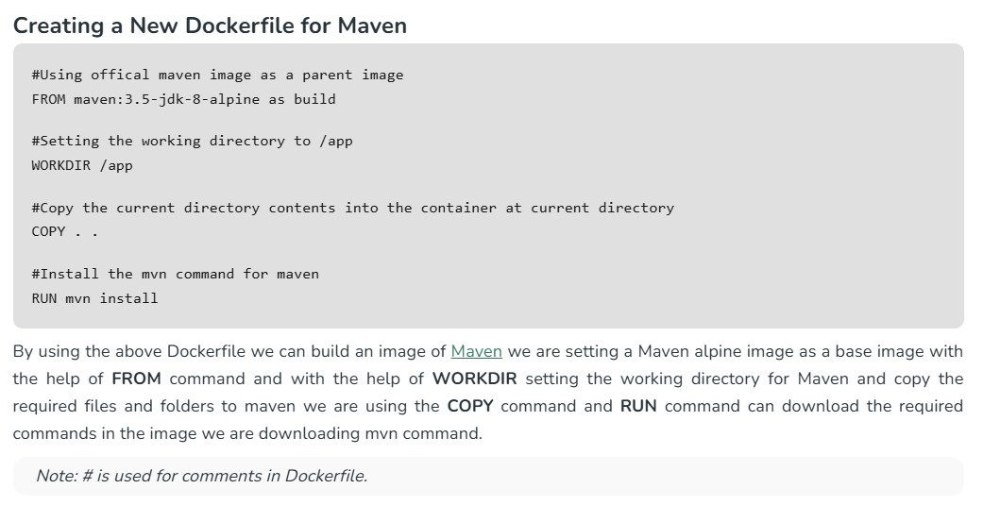 Creating a New Dockerfile for Maven
#Using offical maven image as a parent image
FROM maven:3.5-jdk-8-alpine as build
#Setting the working directory to /app
WORKDIR /app
#Copy the current directory contents into the container at current directory
COPY . .
#Install the mvn command for maven
RUN mvn install
By using the above Dockerfile we can build an image of Maven we are setting a Maven alpine image as a base image with
the help of FROM command and with the help of WORKDIR setting the working directory for Maven and copy the
required files and folders to maven we are using the COPY command and RUN command can download the required
commands in the image we are downloading mvn command.
Note: # is used for comments in Dockerfile.